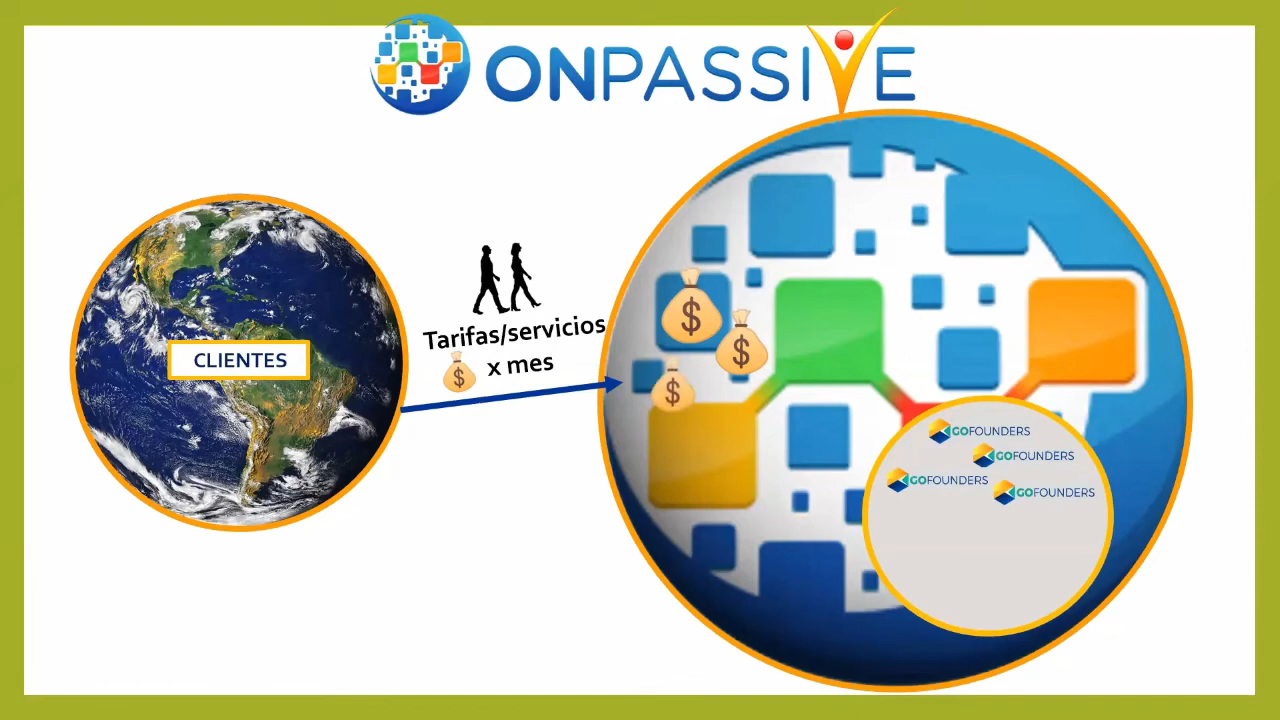 ONPASSIVE
CLIENTES
Tarifas/servicios
$ x mes
$
$
$
GOFOUNDERS
GOFOUNDERS
GOFOUNDERS
GOFOUNDERS